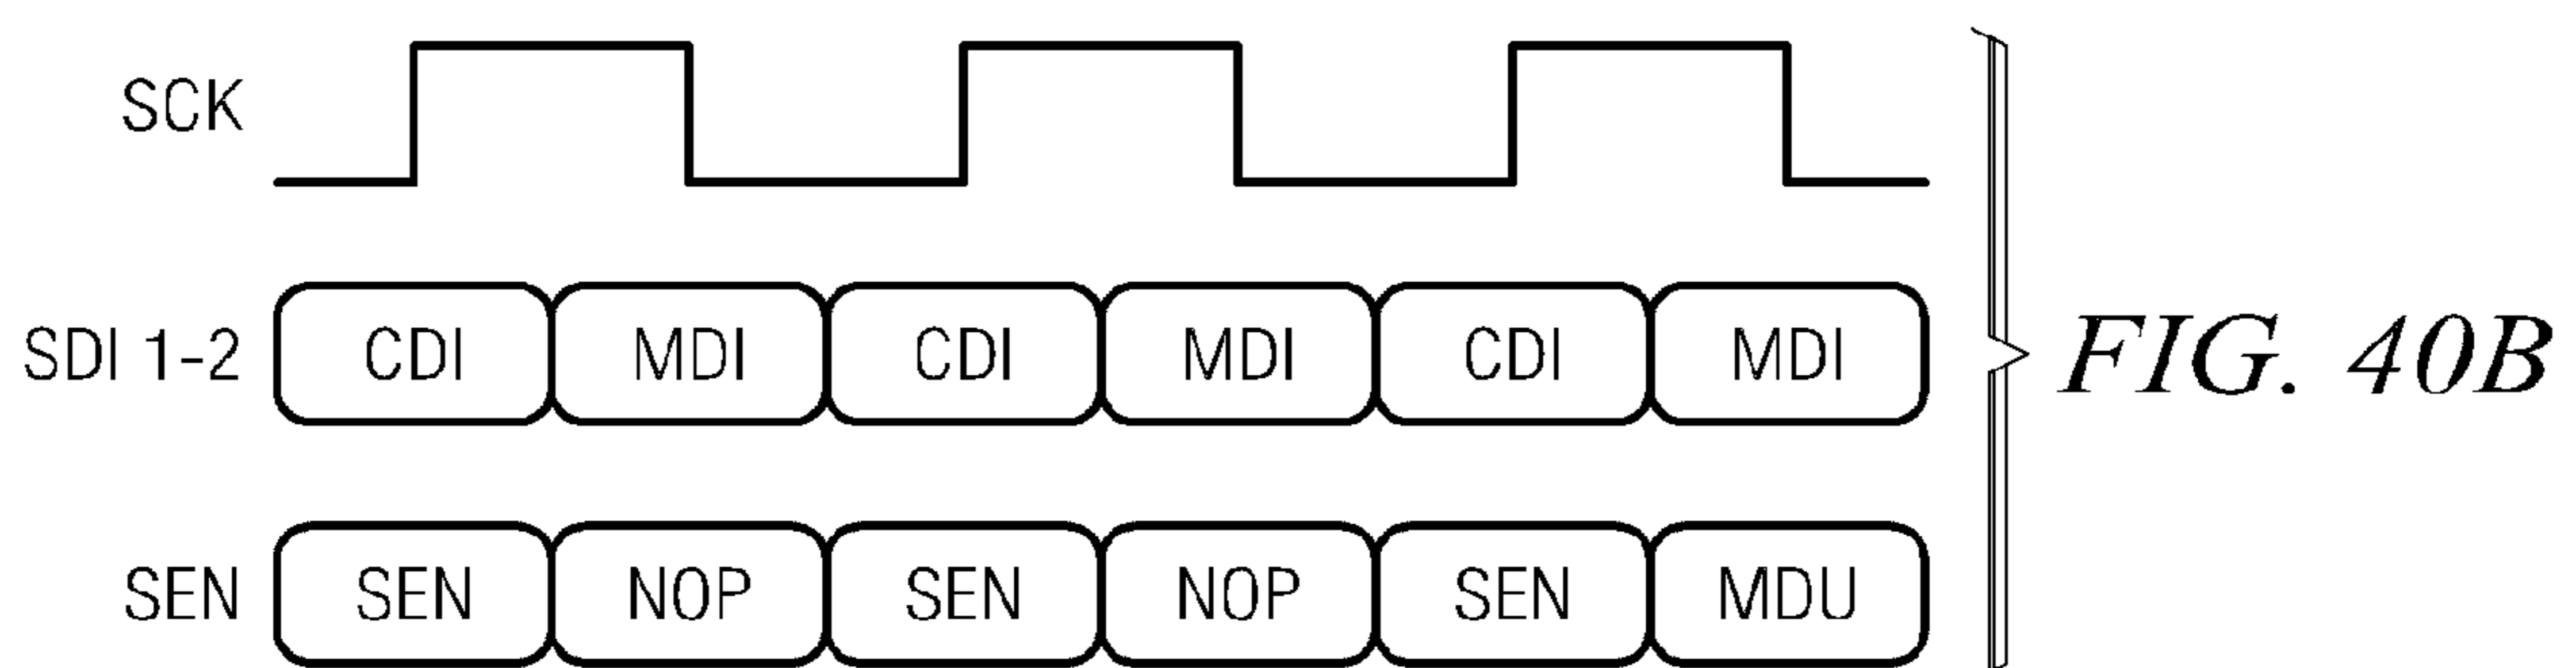 SCK
SDI 1-2 CDI MDI CDI MDI CDI MDI
FIG. 40B
SEN SEN NOP SEN NOP SEN MDU